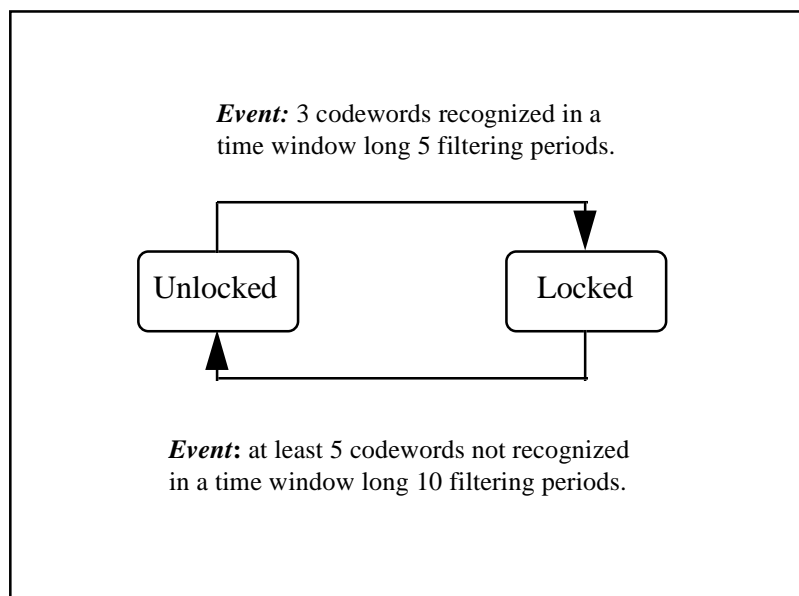 Event: 3 codewords recognized in a
time window long 5 filtering periods.
Unlocked
Locked
Event: at least 5 codewords not recognized
in a time window long 10 filtering periods.